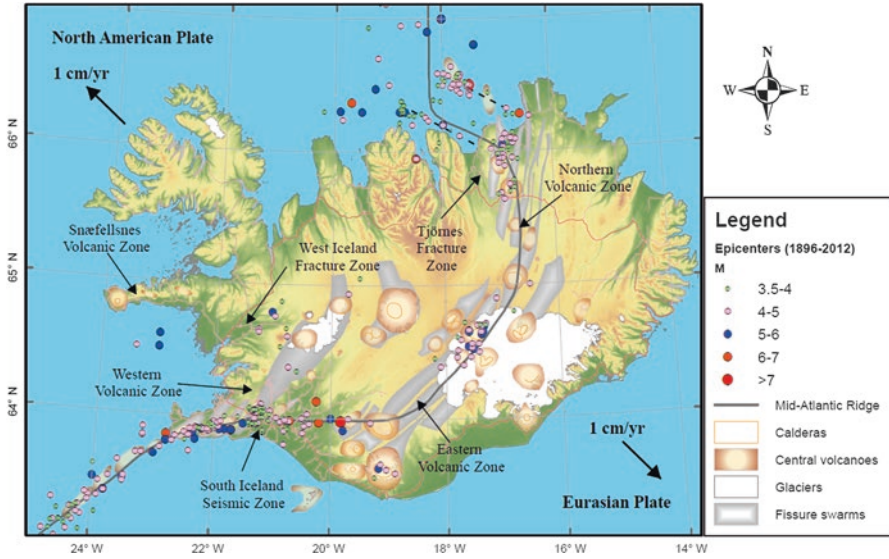 North American Plate
1 cm/yr
N
W
E
S
66° N
65° N
64° N
Snæfellsnes
Volcanic Zone
West Iceland
Fracture Zone
Tjörnes
Fracture
Zone
Northern
Volcanic Zone
Western
Volcanic Zone
South Iceland
Seismic Zone
Eastern
Volcanic Zone
1 cm/yr
Eurasian Plate
24° W
22° W
20° W
18° W
16° W
14° W
Legend
Epicenters (1896-2012)
M
3.5-4
4-5
5-6
6-7
>7
Mid-Atlantic Ridge
Calderas
Central volcanoes
Glaciers
Fissure swarms